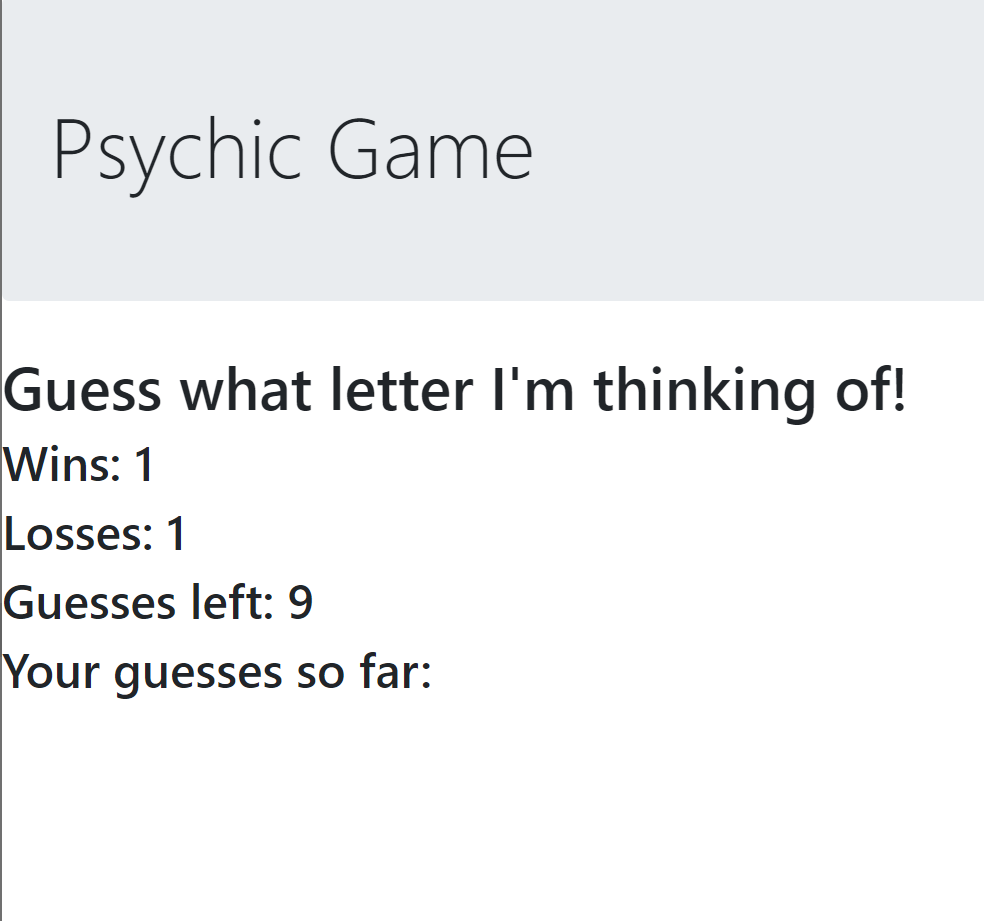 Psychic Game
Guess what letter I'm thinking of!
Wins: 1
Losses: 1
Guesses left: 9
Your guesses so far: